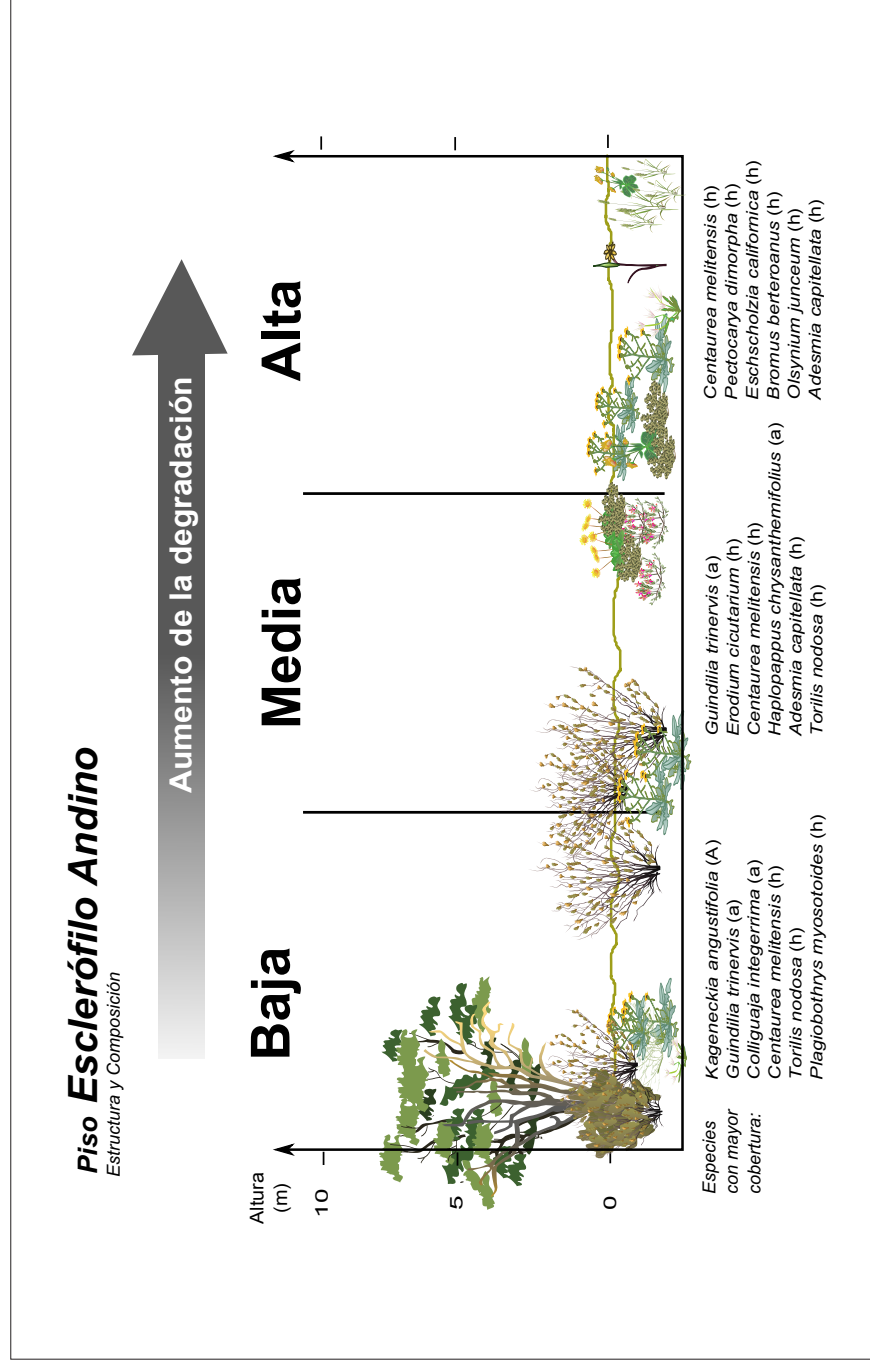 Piso Esclerófilo Andino
Estructura y Composición
Aumento de la degradación
Baja
Media
Alta
Altura
(m)
10
5
0
Especies
con mayor
cobertura:
Kageneckia angustifolia (A)
Guindilia trinervis (a)
Colliguaja integerrima (a)
Centaurea melitensis (h)
Torilis nodosa (h)
Plagiobothrys myosotoides (h)
Guindilia trinervis (a)
Erodium cicutarium (h)
Centaurea melitensis (h)
Haplopappus chrysanthemifolius (a)
Adesmia capitellata (h)
Torilis nodosa (h)
Centaurea melitensis (h)
Pectocarya dimorpha (h)
Eschscholzia californica (h)
Bromus berteroanus (h)
Olsynium junceum (h)
Adesmia capitellata (h)